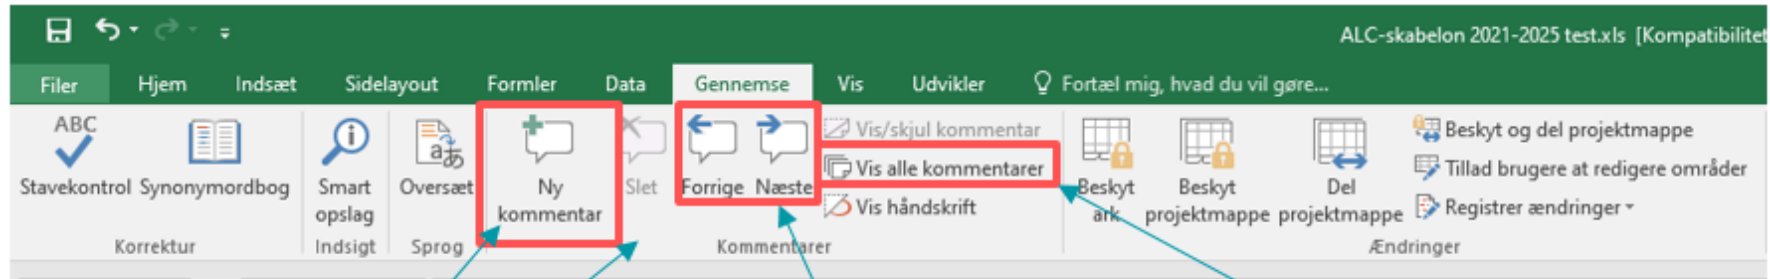 ALC-skabelon 2021-2025 test.xls [Kompatibilitet
Filer Hjem Indsæt Sidelayout Formler Data Gennemse Vis Udvikler Fortæl mig, hvad du vil gøre...
ABC
Stavekontrol
Synonymordbog
Smart
opslag
aあ
Oversæt
Ny
kommentar
Slet
Forrige
Næste
Vis/skjul kommentar
Vis alle kommentarer
Vis håndskrift
Beskyt
ark
Beskyt
projektmappe
Del
projektmappe
Beskyt og del projektmappe
Tillad brugere at redigere områder
Registrer ændringer
Korrektur Indsigt Sprog Kommentarer Ændringer